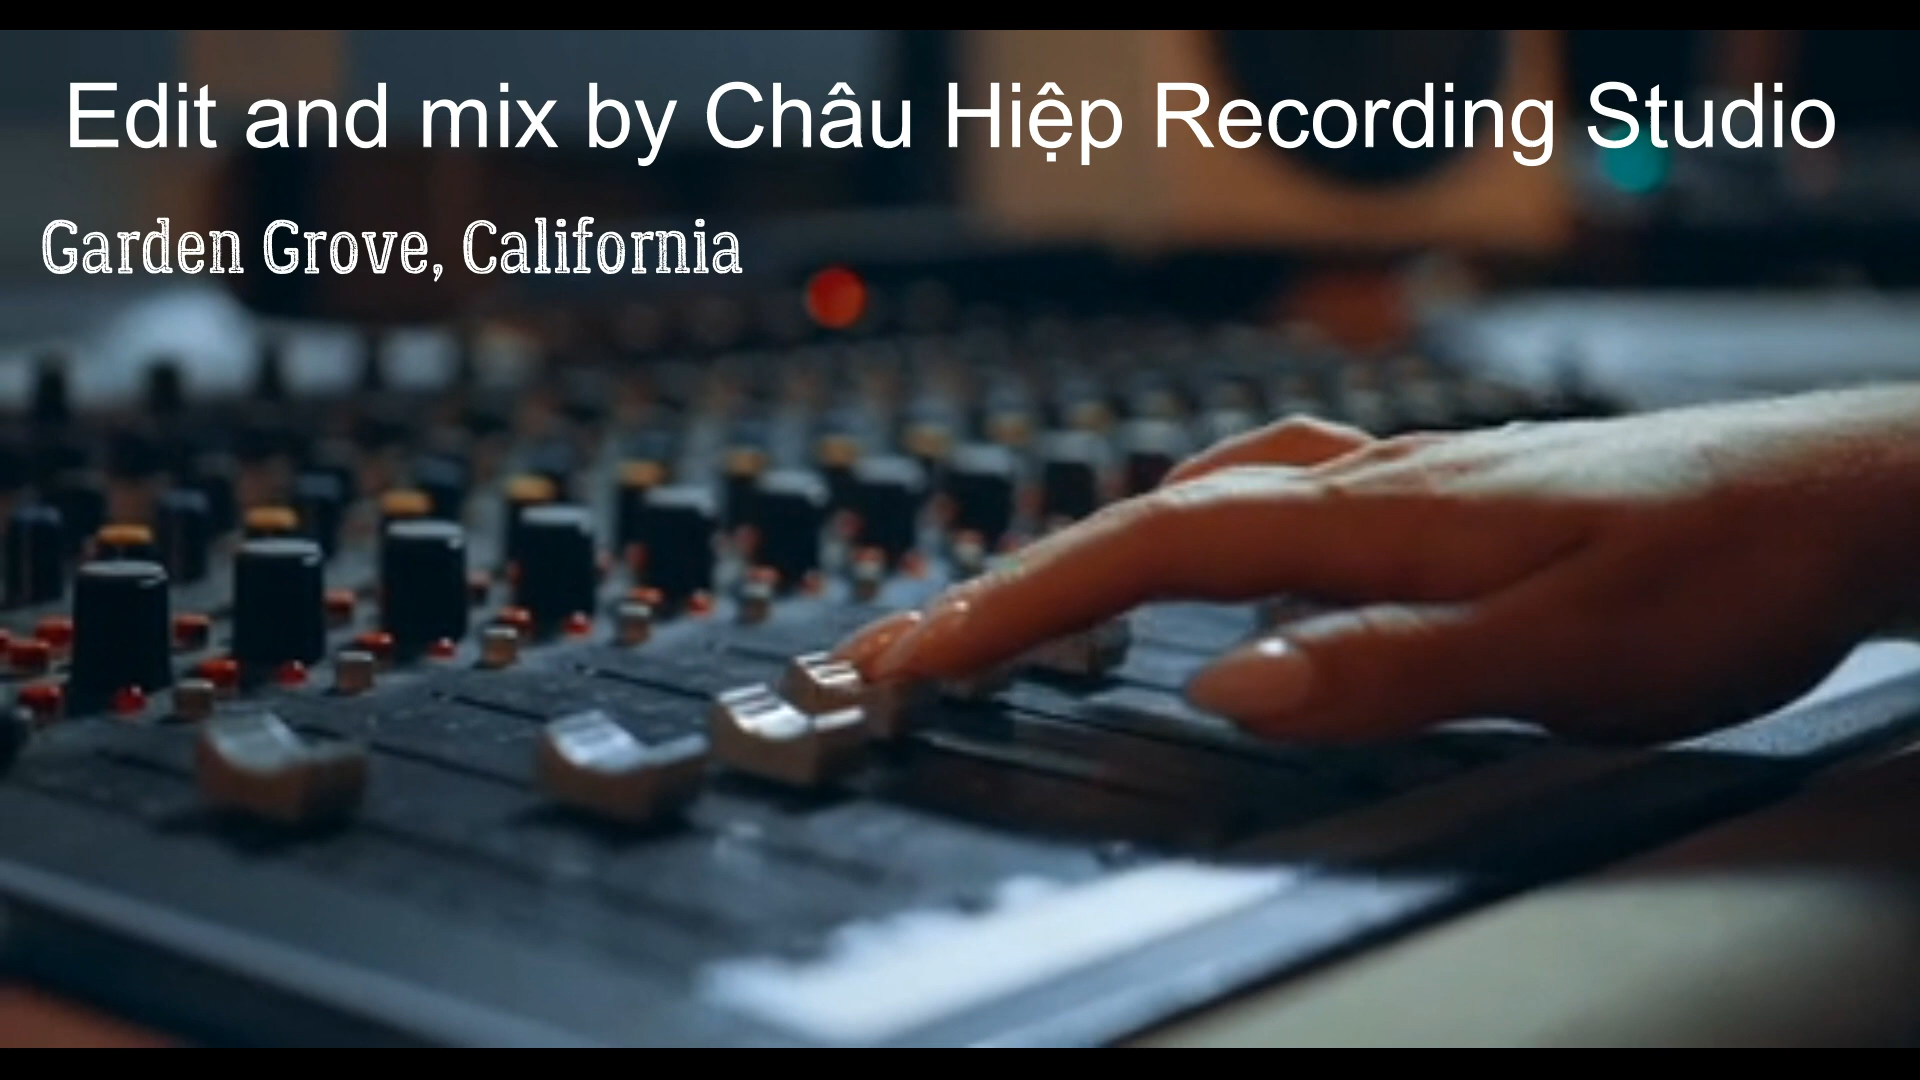 Edit and mix by Châu Hiệp Recording Studio
Garden Grove, California